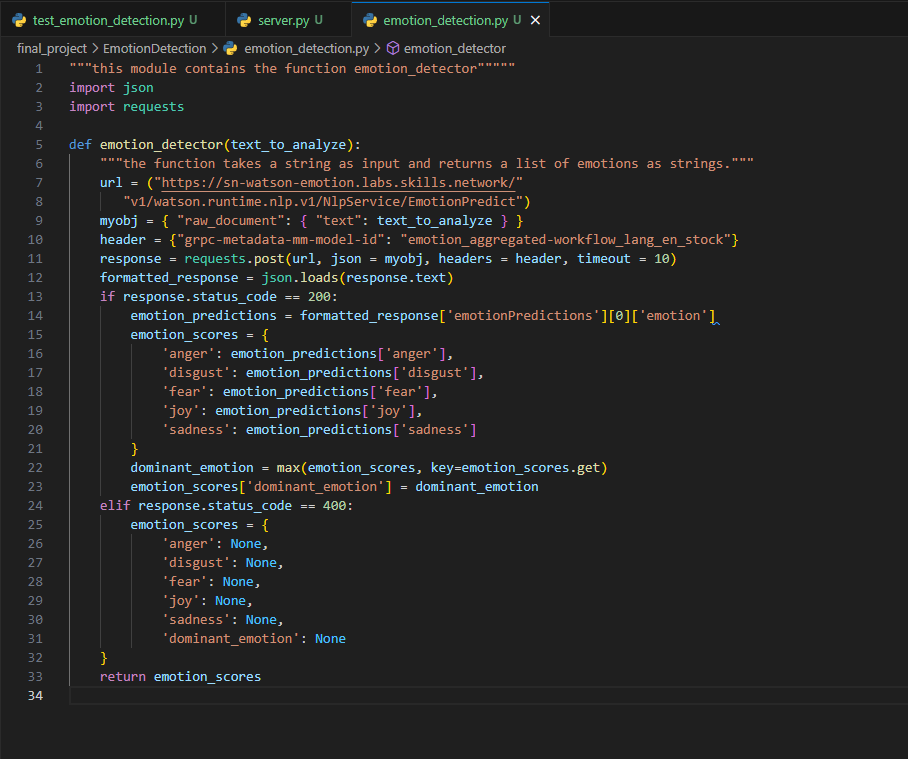 test_emotion_detection.py U server.py U emotion_detection.py U
final_project > EmotionDetection > emotion_detection.py > emotion_detector
1 """this module contains the function emotion_detector"""""
2 import json
3 import requests
4
5 def emotion_detector(text_to_analyze):
6     """the function takes a string as input and returns a list of emotions as strings."""
7     url = ("https://sn-watson-emotion.labs.skills.network/"
8        "v1/watson.runtime.nlp.v1/NlpService/EmotionPredict")
9     myobj = { "raw_document": { "text": text_to_analyze } }
10     header = {"grpc-metadata-mm-model-id": "emotion_aggregated-workflow_lang_en_stock"}
11     response = requests.post(url, json = myobj, headers = header, timeout = 10)
12     formatted_response = json.loads(response.text)
13     if response.status_code == 200:
14         emotion_predictions = formatted_response['emotionPredictions'][0]['emotion']
15         emotion_scores = {
16             'anger': emotion_predictions['anger'],
17             'disgust': emotion_predictions['disgust'],
18             'fear': emotion_predictions['fear'],
19             'joy': emotion_predictions['joy'],
20             'sadness': emotion_predictions['sadness']
21         }
22         dominant_emotion = max(emotion_scores, key=emotion_scores.get)
23         emotion_scores['dominant_emotion'] = dominant_emotion
24     elif response.status_code == 400:
25         emotion_scores = {
26             'anger': None,
27             'disgust': None,
28             'fear': None,
29             'joy': None,
30             'sadness': None,
31             'dominant_emotion': None
32     }
33     return emotion_scores
34